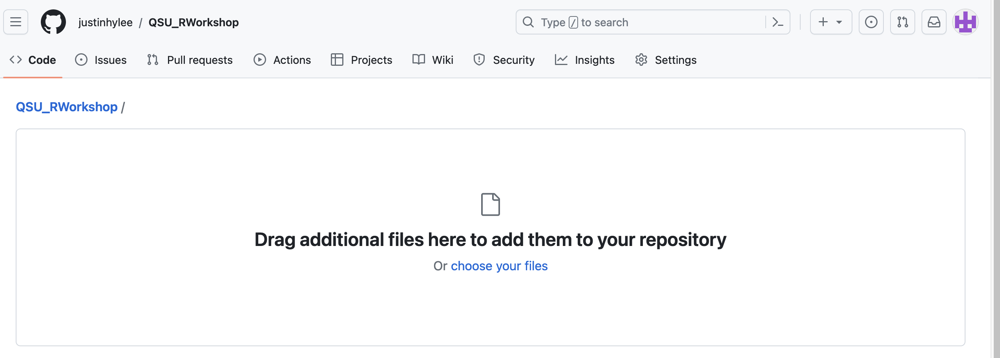 justinhylee / QSU_RWorkshop
Type / to search
Code Issues Pull requests Actions Projects Wiki Security Insights Settings
QSU_RWorkshop /
Drag additional files here to add them to your repository
Or choose your files